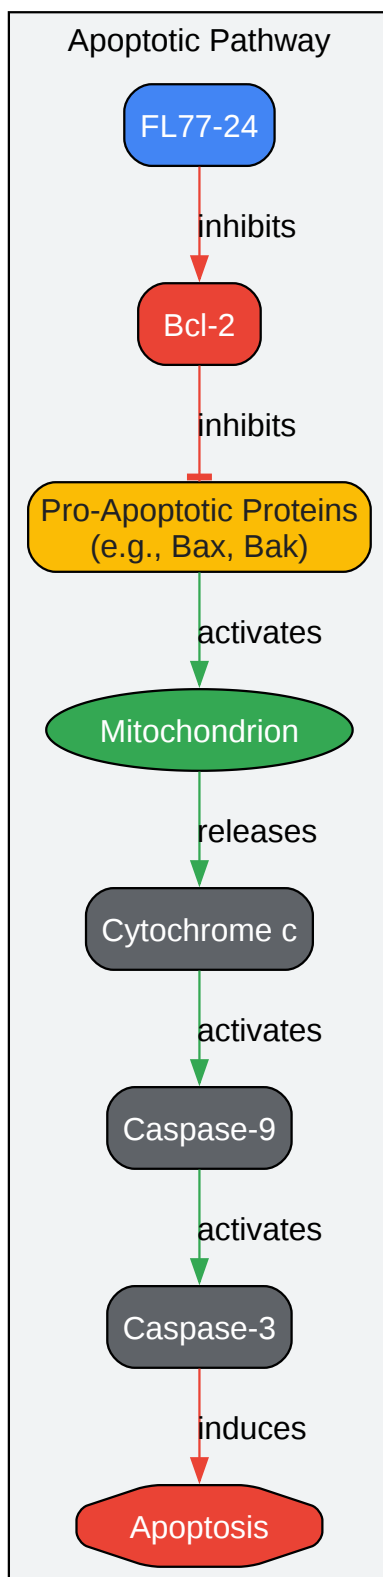 Apoptotic Pathway
FL77-24
inhibits
Bcl-2
inhibits
Pro-Apoptotic Proteins
(e.g., Bax, Bak)
activates
Mitochondrion
releases
Cytochrome c
activates
Caspase-9
activates
Caspase-3
induces
Apoptosis